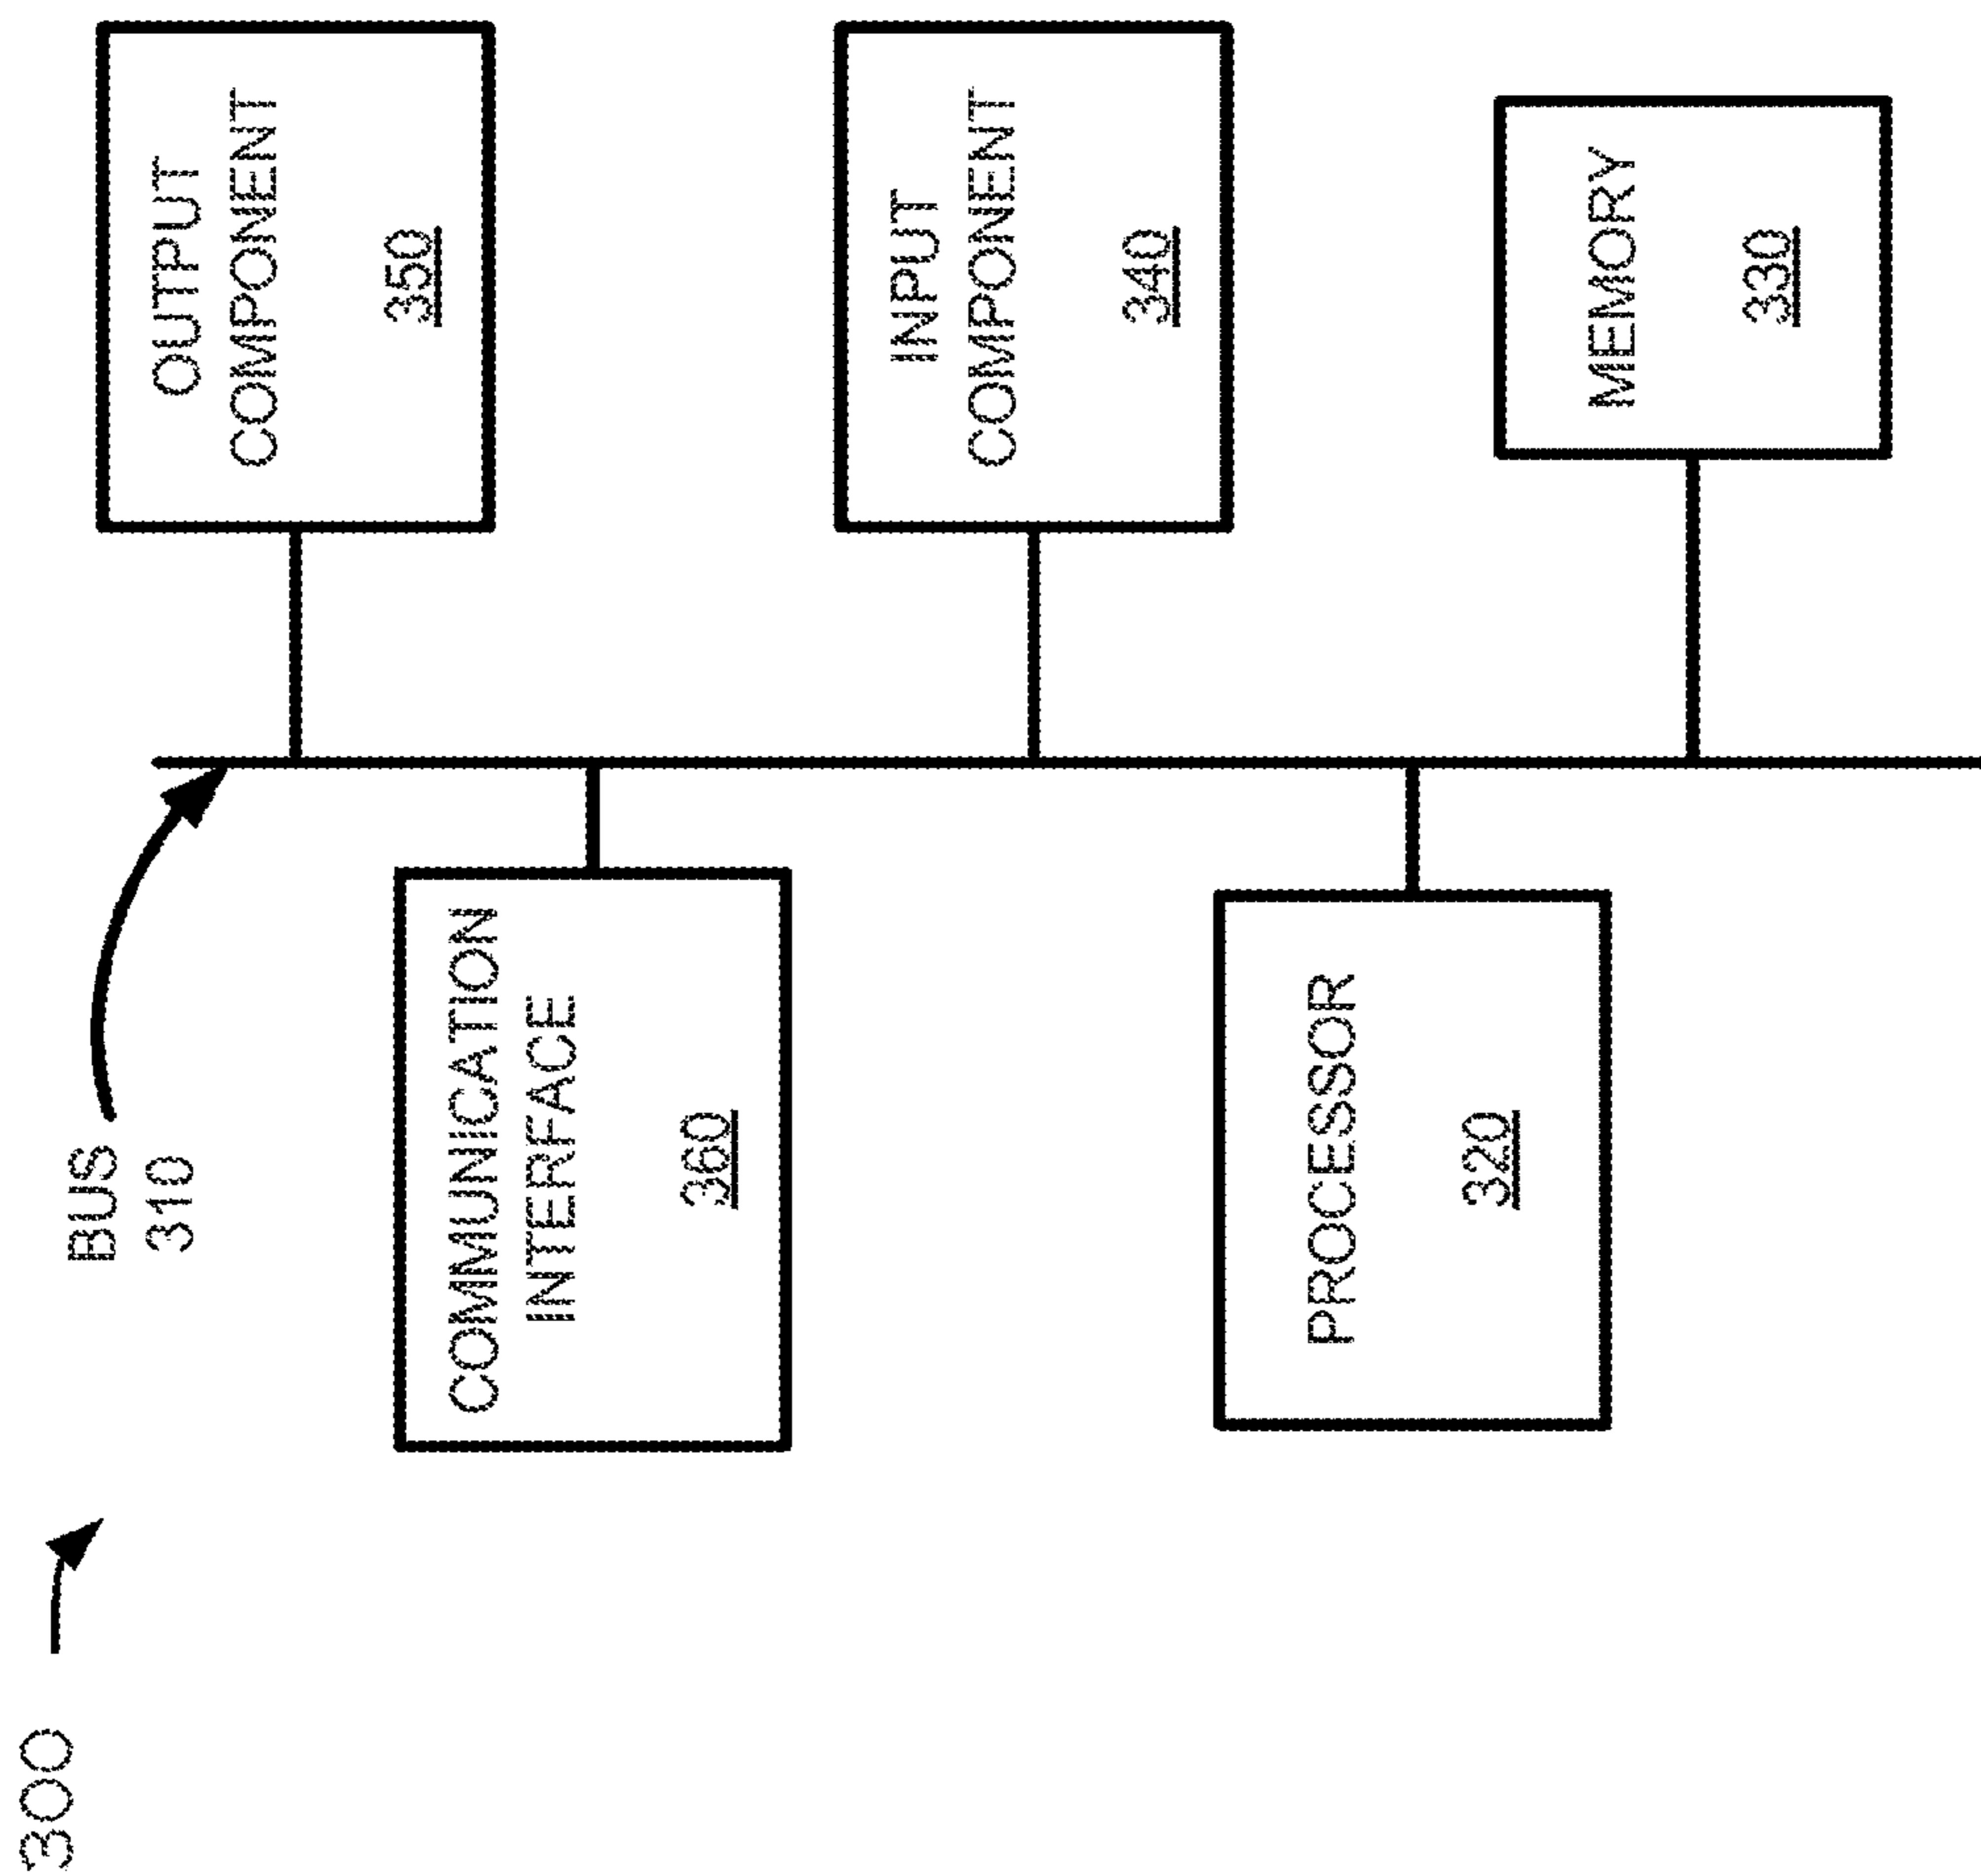 300
BUS
310
COMMUNICATION
INTERFACE
360
PROCESSOR
320
OUTPUT
COMPONENT
350
INPUT
COMPONENT
340
MEMORY
330